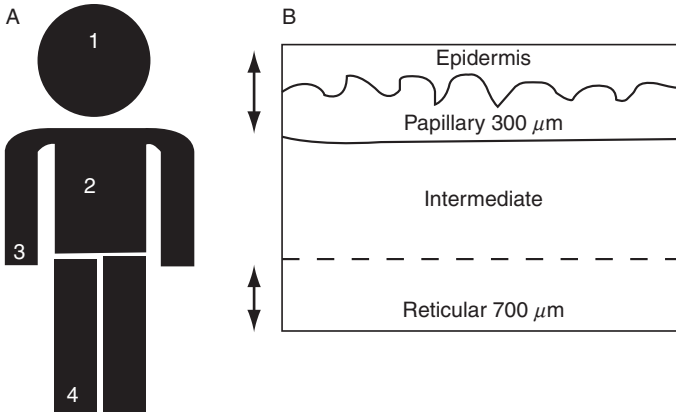 A
1
2
3
4
B
Epidermis
Papillary 300 μm
Intermediate
Reticular 700 μm